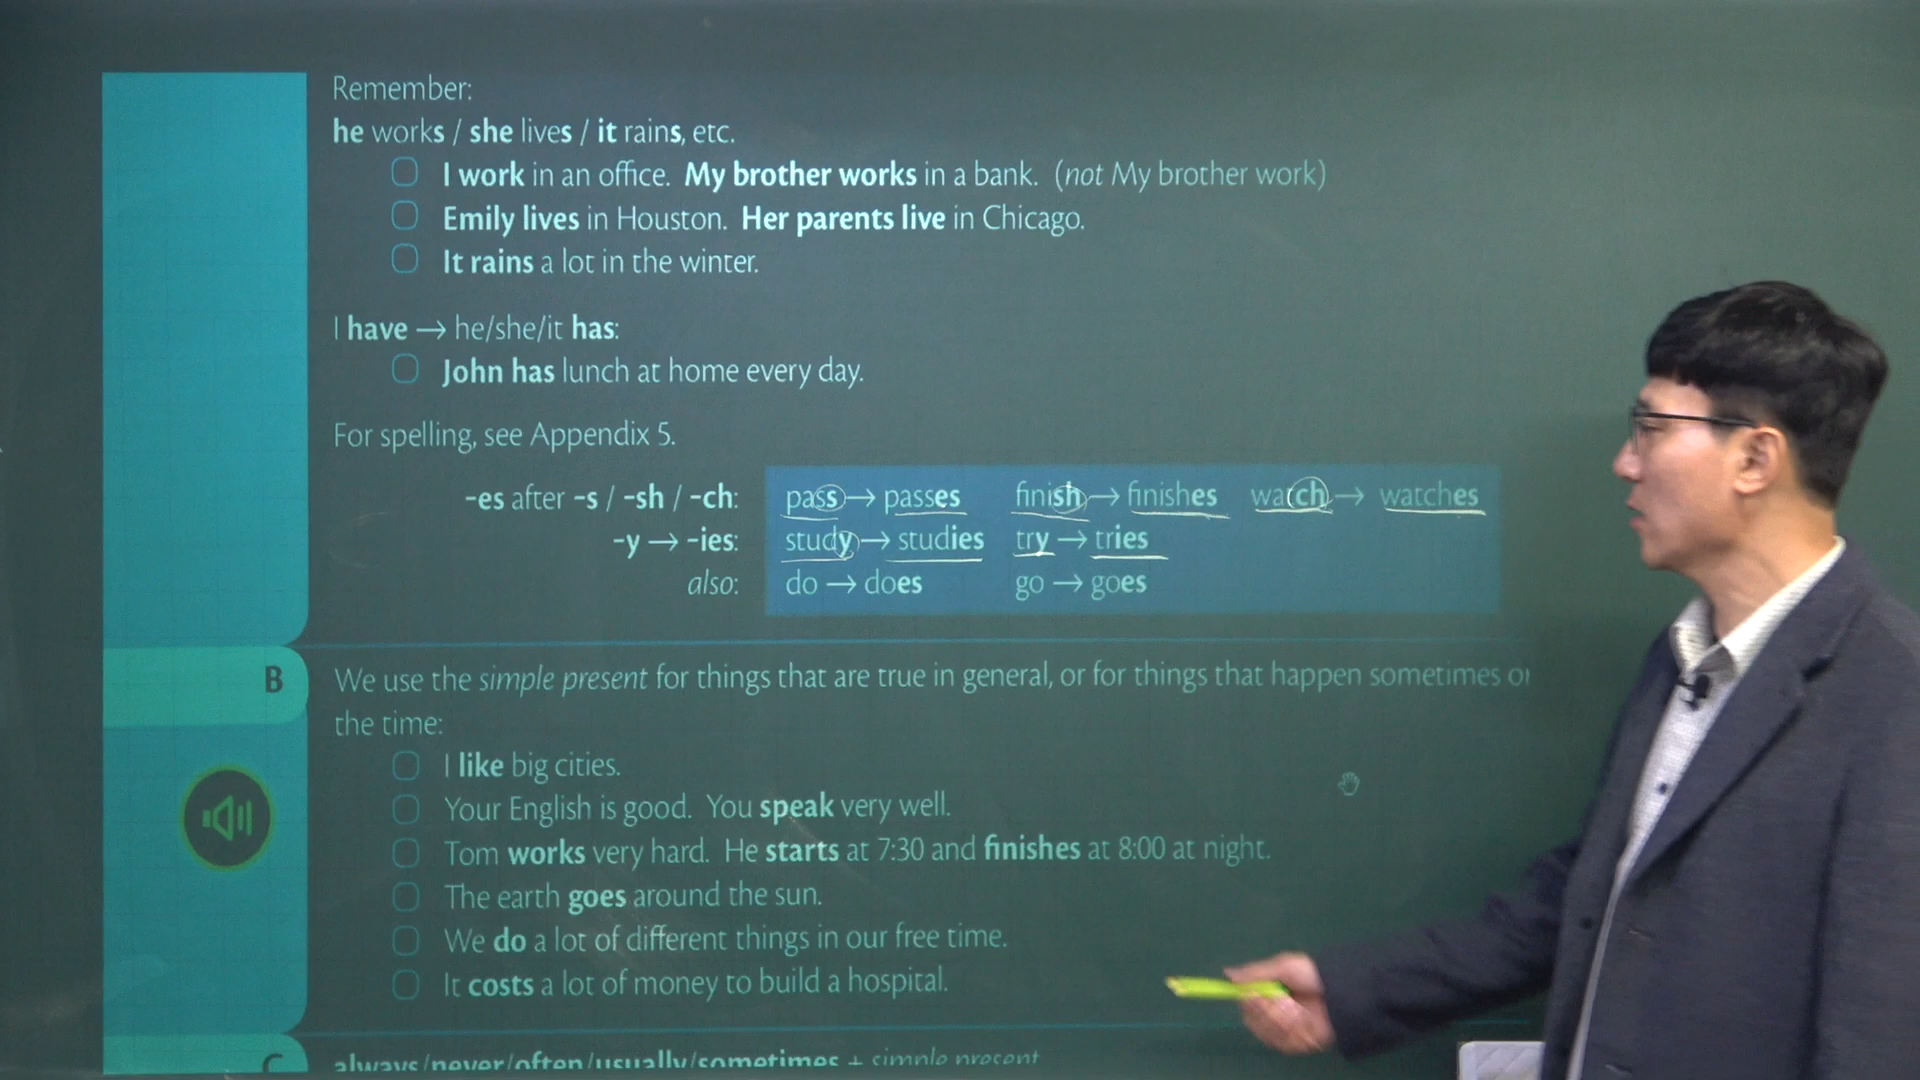 Remember:
he works / she lives / it rains, etc.
I work in an office. My brother works in a bank. (not My brother work)
Emily lives in Houston. Her parents live in Chicago.
It rains a lot in the winter.
I have → he/she/it has:
John has lunch at home every day.
For spelling, see Appendix 5.
-es after -s / -sh / -ch: pass → passes finish → finishes watch → watches
-y → -ies: study → studies try → tries
also: do → does go → goes
B We use the simple present for things that are true in general, or for things that happen sometimes or
the time:
I like big cities.
Your English is good. You speak very well.
Tom works very hard. He starts at 7:30 and finishes at 8:00 at night.
The earth goes around the sun.
We do a lot of different things in our free time.
It costs a lot of money to build a hospital.
C always/never/often/usually/sometimes + simple present